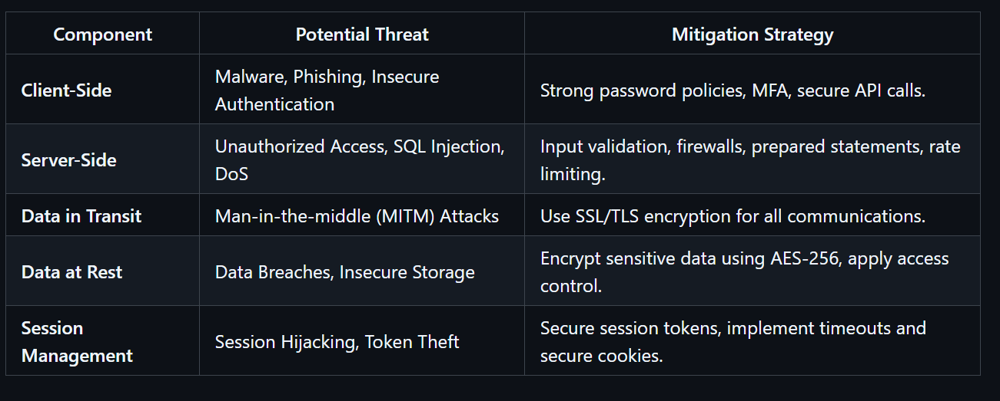 Component Potential Threat Mitigation Strategy
Client-Side
Malware, Phishing, Insecure
Authentication
Strong password policies, MFA, secure API calls.
Server-Side
Unauthorized Access, SQL Injection,
DoS
Input validation, firewalls, prepared statements, rate
limiting.
Data in Transit
Man-in-the-middle (MITM) Attacks
Use SSL/TLS encryption for all communications.
Data at Rest
Data Breaches, Insecure Storage
Encrypt sensitive data using AES-256, apply access
control.
Session
Management
Session Hijacking, Token Theft
Secure session tokens, implement timeouts and
secure cookies.